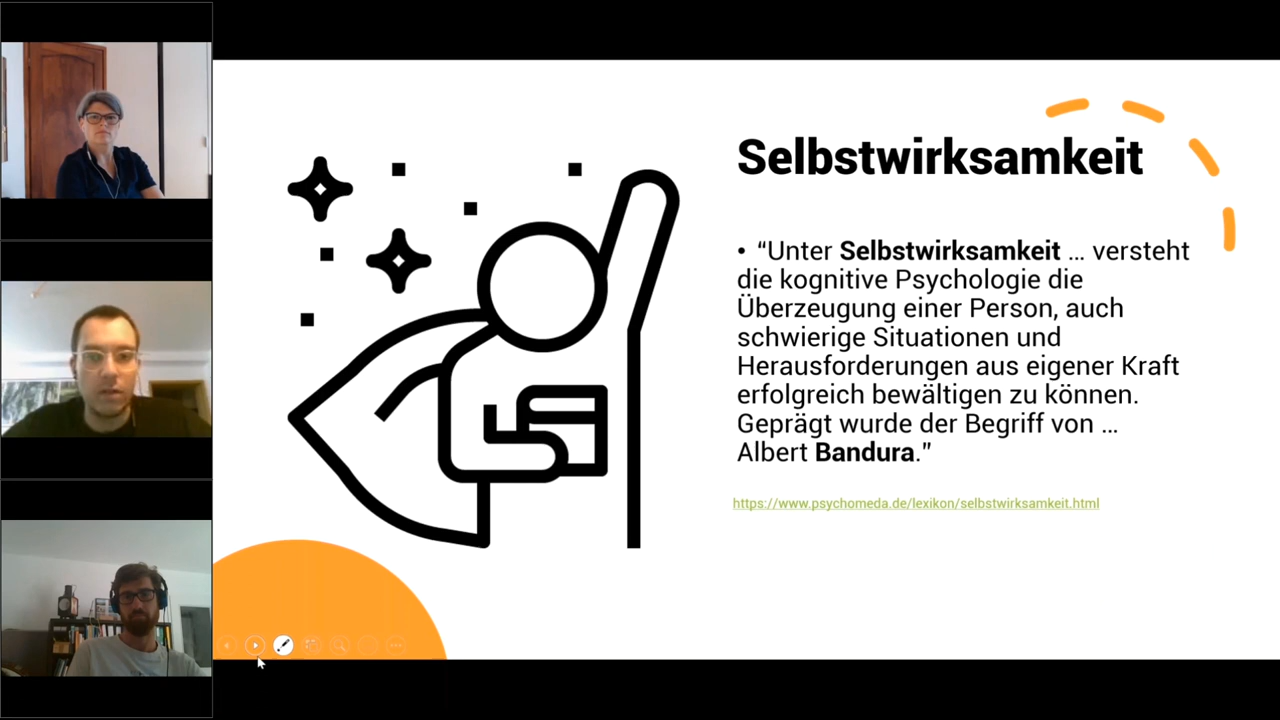 Selbstwirksamkeit
• “Unter Selbstwirksamkeit … versteht
die kognitive Psychologie die
Überzeugung einer Person, auch
schwierige Situationen und
Herausforderungen aus eigener Kraft
erfolgreich bewältigen zu können.
Geprägt wurde der Begriff von …
Albert Bandura.”
https://www.psychomeda.de/lexikon/selbstwirksamkeit.html